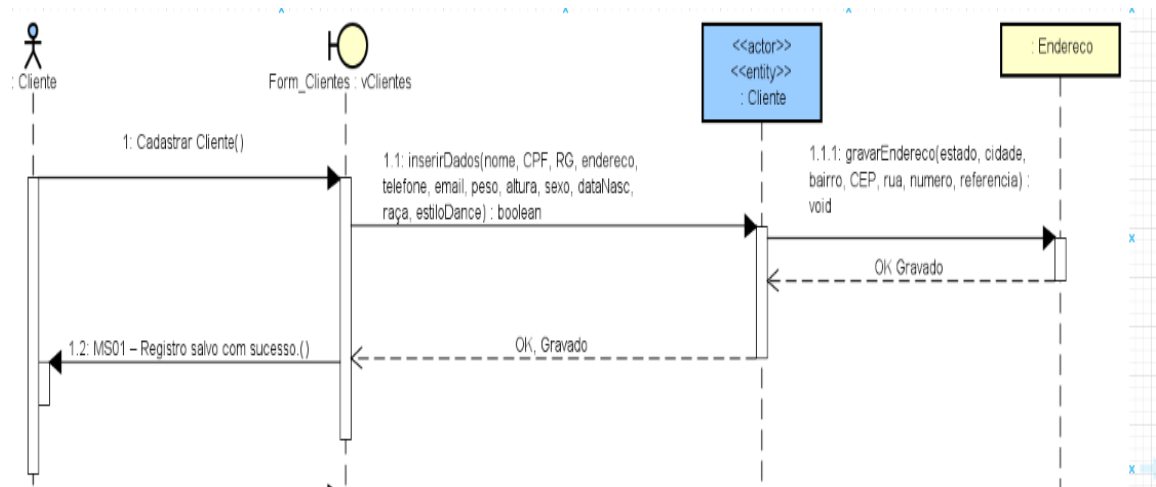 : Cliente
Form_Clientes : vClientes
<<actor>>
<<entity>>
: Cliente
: Endereco
1: Cadastrar Cliente()
1.1: inserirDados(nome, CPF, RG, endereco,
telefone, email, peso, altura, sexo, dataNasc,
raça, estiloDance) : boolean
1.1.1: gravarEndereco(estado, cidade,
bairro, CEP, rua, numero, referencia) :
void
OK Gravado
OK, Gravado
1.2: MS01 – Registro salvo com sucesso.()